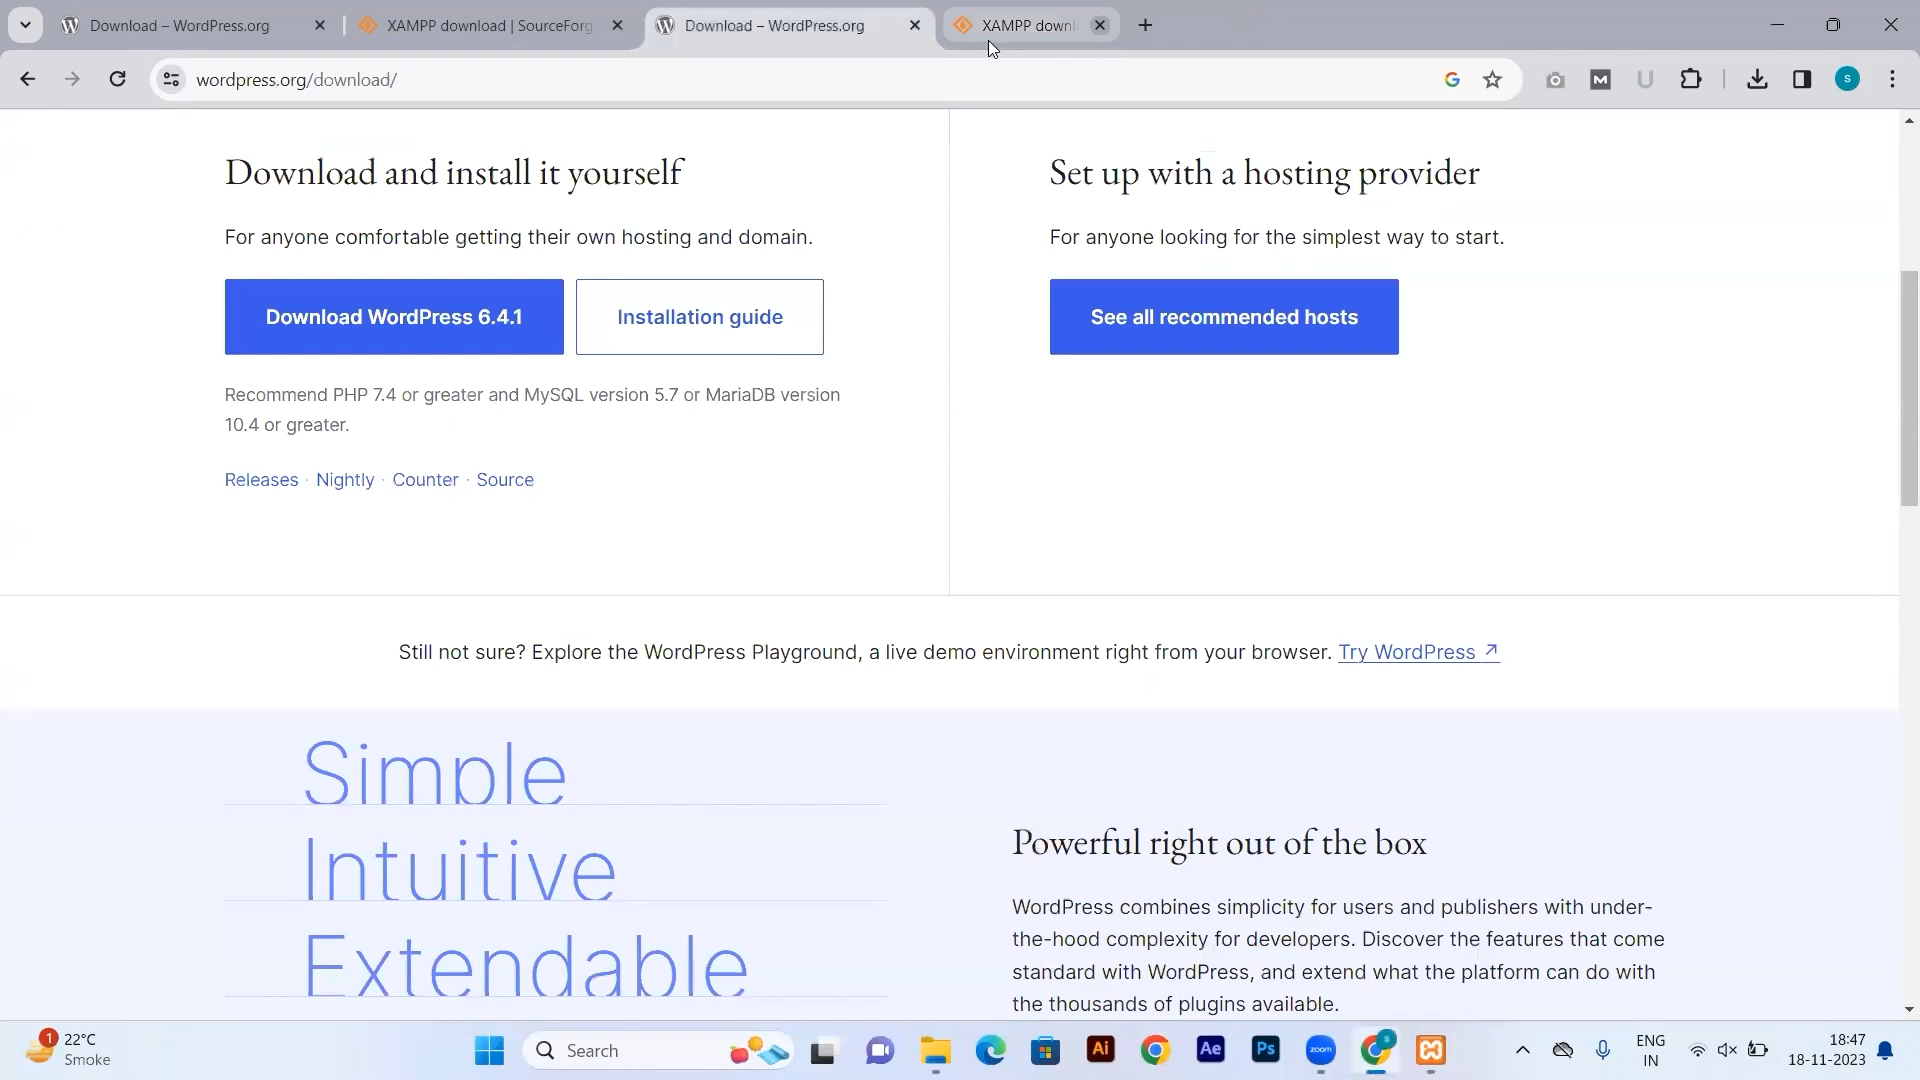 Download – WordPress.org
XAMPP download | SourceForg
Download – WordPress.org
XAMPP downl
wordpress.org/download/
S
Download and install it yourself
For anyone comfortable getting their own hosting and domain.
Download WordPress 6.4.1
Installation guide
Recommend PHP 7.4 or greater and MySQL version 5.7 or MariaDB version
10.4 or greater.
Releases · Nightly · Counter · Source
Set up with a hosting provider
For anyone looking for the simplest way to start.
See all recommended hosts
Still not sure? Explore the WordPress Playground, a live demo environment right from your browser. Try WordPress ↗
Simple
Intuitive
Extendable
Powerful right out of the box
WordPress combines simplicity for users and publishers with under-
the-hood complexity for developers. Discover the features that come
standard with WordPress, and extend what the platform can do with
the thousands of plugins available.
1
22°C
Smoke
Search
Ai
Ae
Ps
zoom
ENG
IN
18:47
18-11-2023